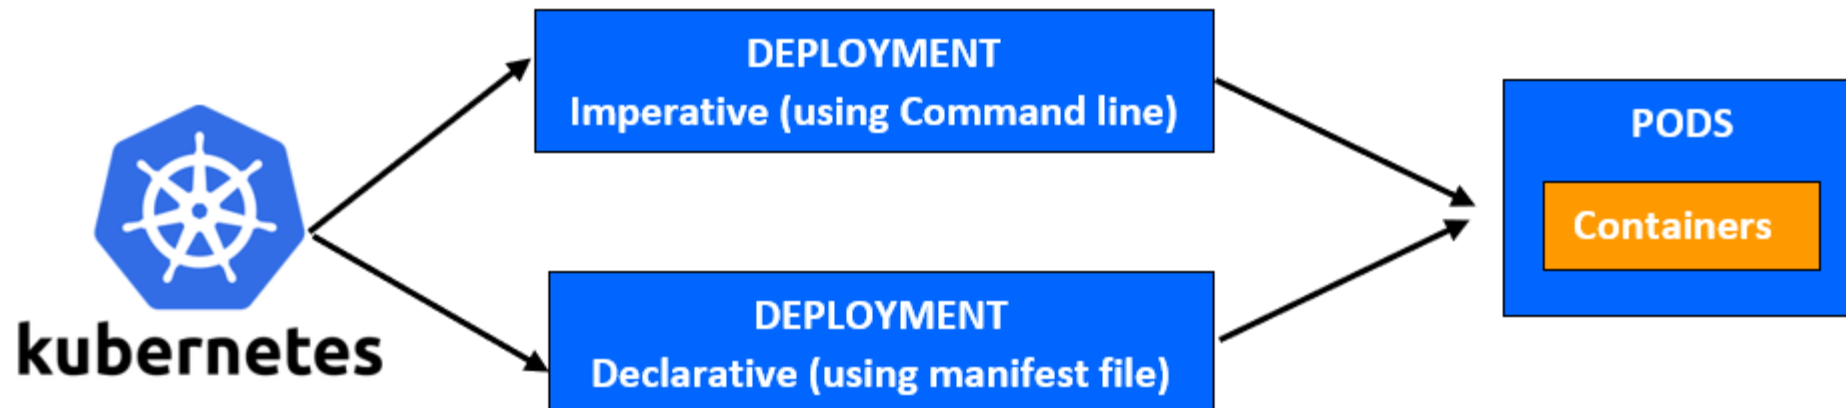 DEPLOYMENT
Imperative (using Command line)
PODS
Containers
kubernetes
DEPLOYMENT
Declarative (using manifest file)